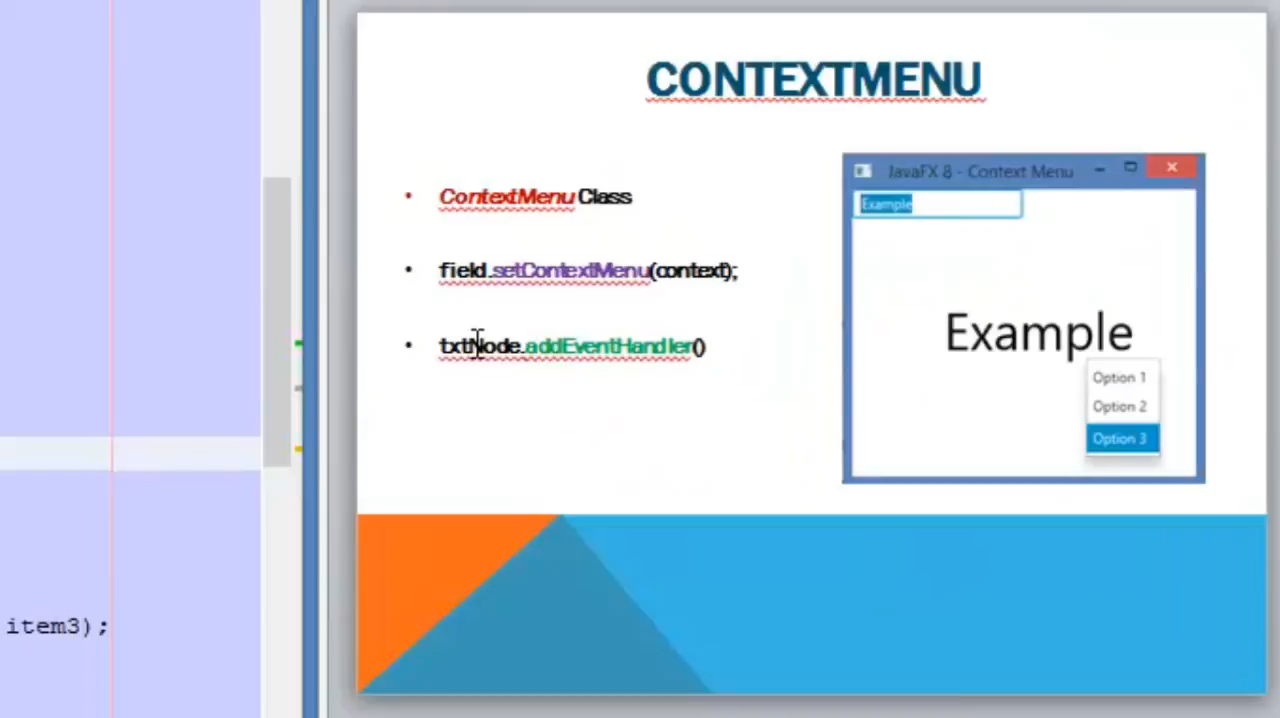 CONTEXTMENU
• ContextMenu Class
• field.setContextMenu(context);
• txtNode.addEventHandler()
JavaFX 8 - Context Menu
Example
Example
Option 1
Option 2
Option 3
item3);